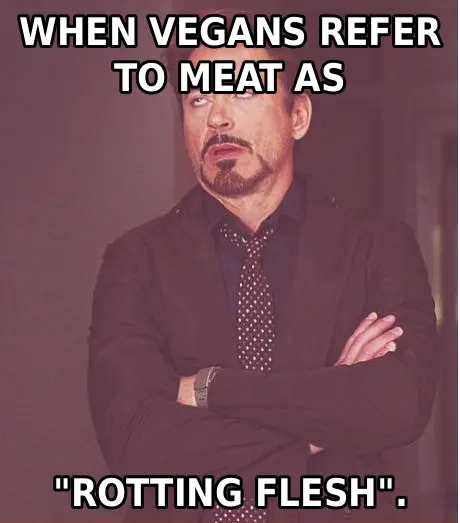 WHEN VEGANS REFER
TO MEAT AS
"ROTTING FLESH".